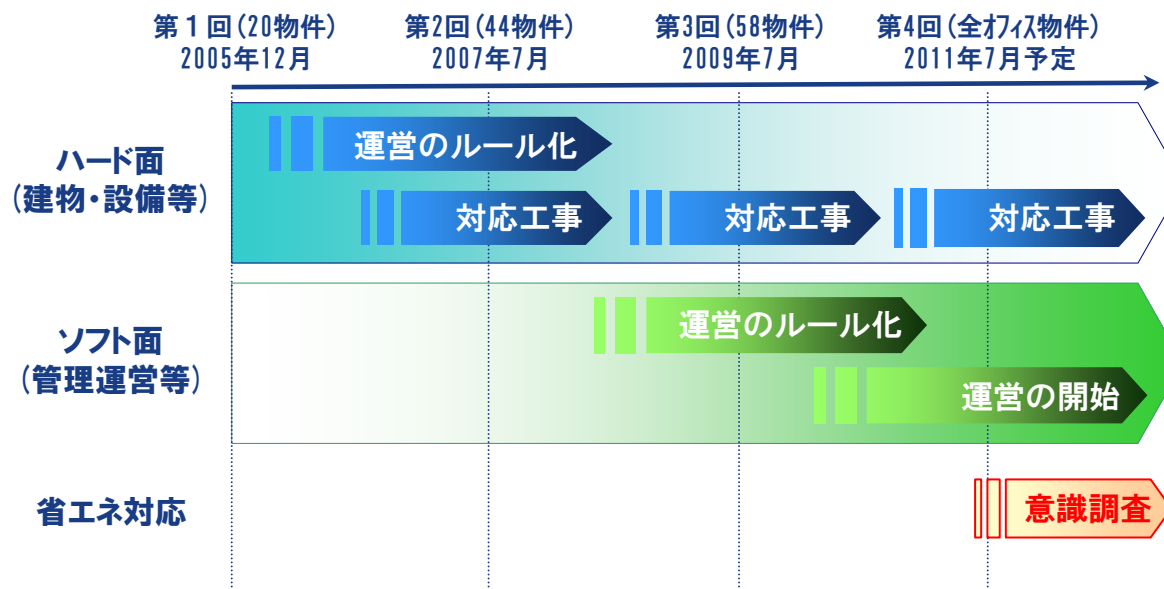 第1回(20物件)
2005年12月
第2回(44物件)
2007年7月
第3回(58物件)
2009年7月
第4回(全オフィス物件)
2011年7月予定
ハード面
(建物・設備等)
運営のルール化
対応工事
対応工事
対応工事
ソフト面
(管理運営等)
運営のルール化
運営の開始
省エネ対応
意識調査